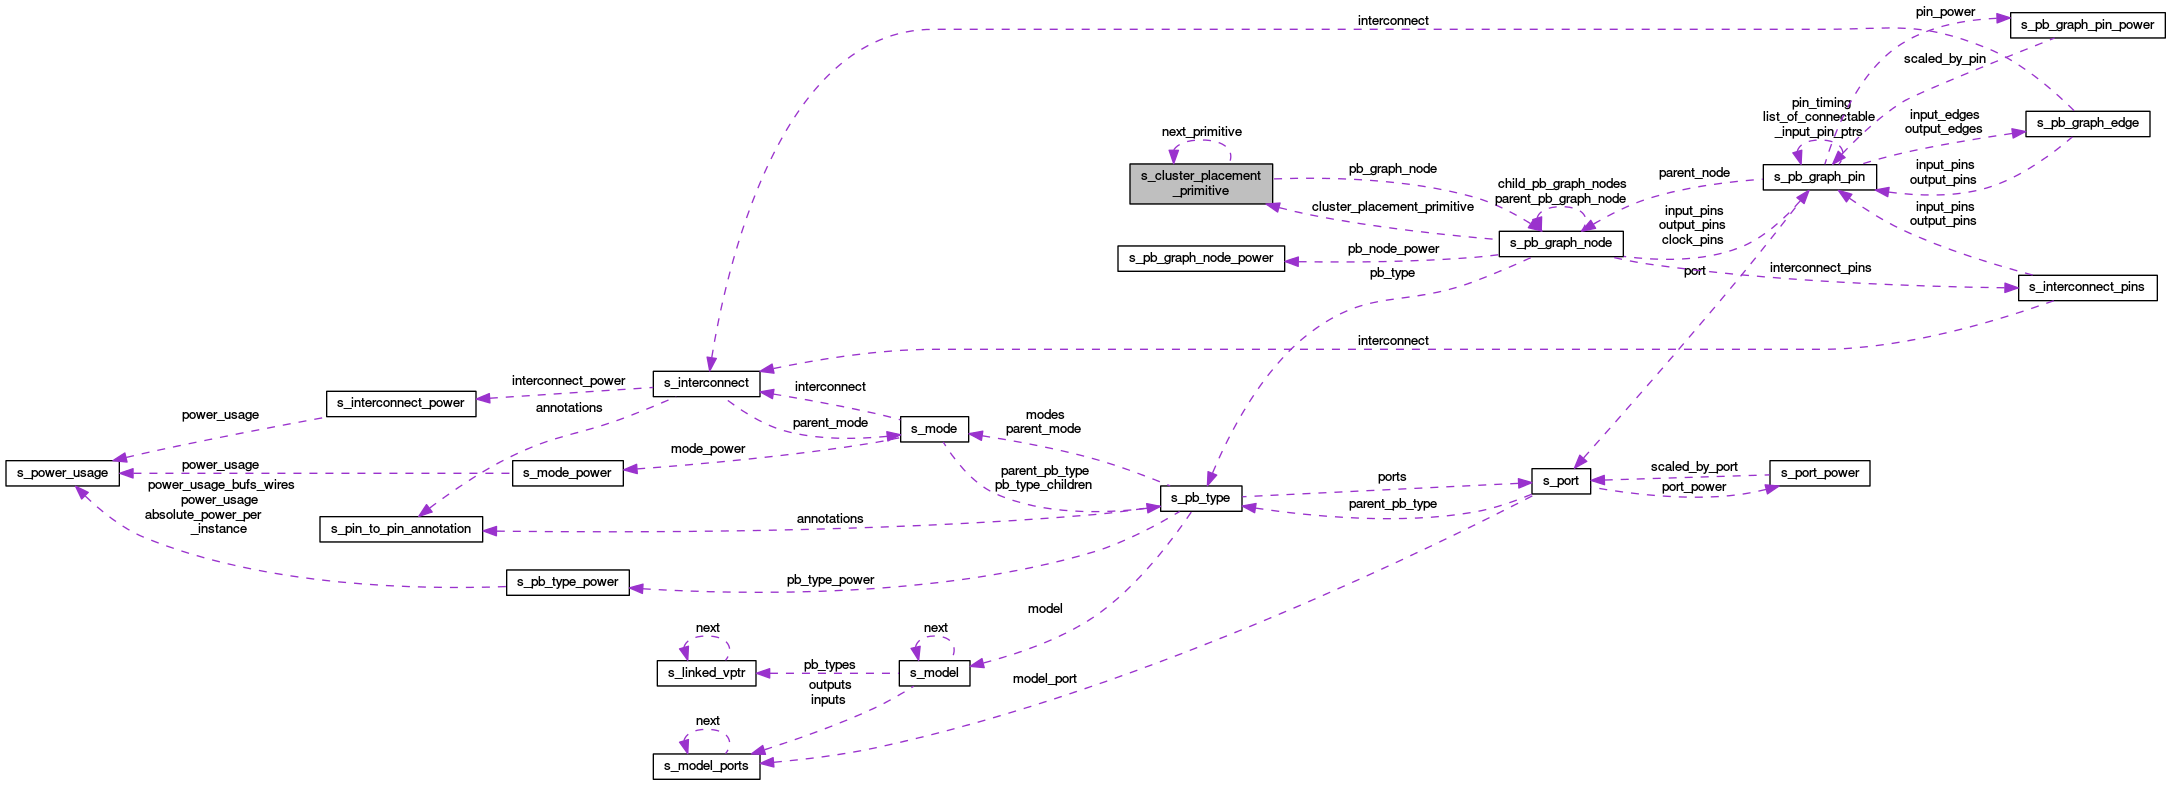 interconnect
pin_power
s_pb_graph_pin_power
scaled_by_pin
pin_timing
list_of_connectable
_input_pin_ptrs
input_edges
output_edges
s_pb_graph_edge
next_primitive
s_cluster_placement
_primitive
pb_graph_node
child_pb_graph_nodes
parent_pb_graph_node
parent_node
s_pb_graph_pin
input_pins
output_pins
cluster_placement_primitive
input_pins
output_pins
clock_pins
input_pins
output_pins
s_pb_graph_node
pb_node_power
s_pb_graph_node_power
pb_type
port
interconnect_pins
s_interconnect_pins
interconnect
s_interconnect
interconnect_power
interconnect
s_interconnect_power
annotations
power_usage
parent_mode
s_mode
modes
parent_mode
mode_power
s_power_usage
power_usage
s_mode_power
parent_pb_type
pb_type_children
s_pb_type
ports
s_port
scaled_by_port
port_power
s_port_power
parent_pb_type
power_usage_bufs_wires
power_usage
absolute_power_per
_instance
s_pin_to_pin_annotation
annotations
s_pb_type_power
pb_type_power
model
next
next
s_linked_vptr
pb_types
s_model
outputs
inputs
model_port
next
s_model_ports